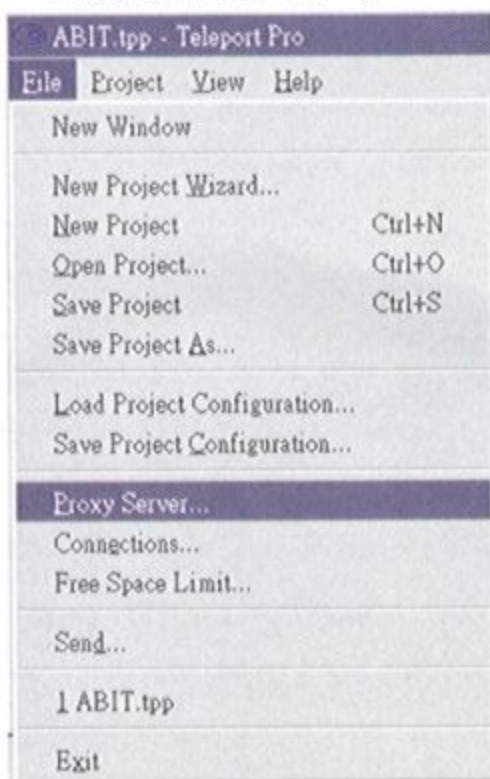 ABIT.tpp - Teleport Pro
File Project View Help
New Window
New Project Wizard...
New Project Ctrl+N
Open Project... Ctrl+O
Save Project Ctrl+S
Save Project As...
Load Project Configuration...
Save Project Configuration...
Proxy Server...
Connections...
Free Space Limit...
Send...
1 ABIT.tpp
Exit